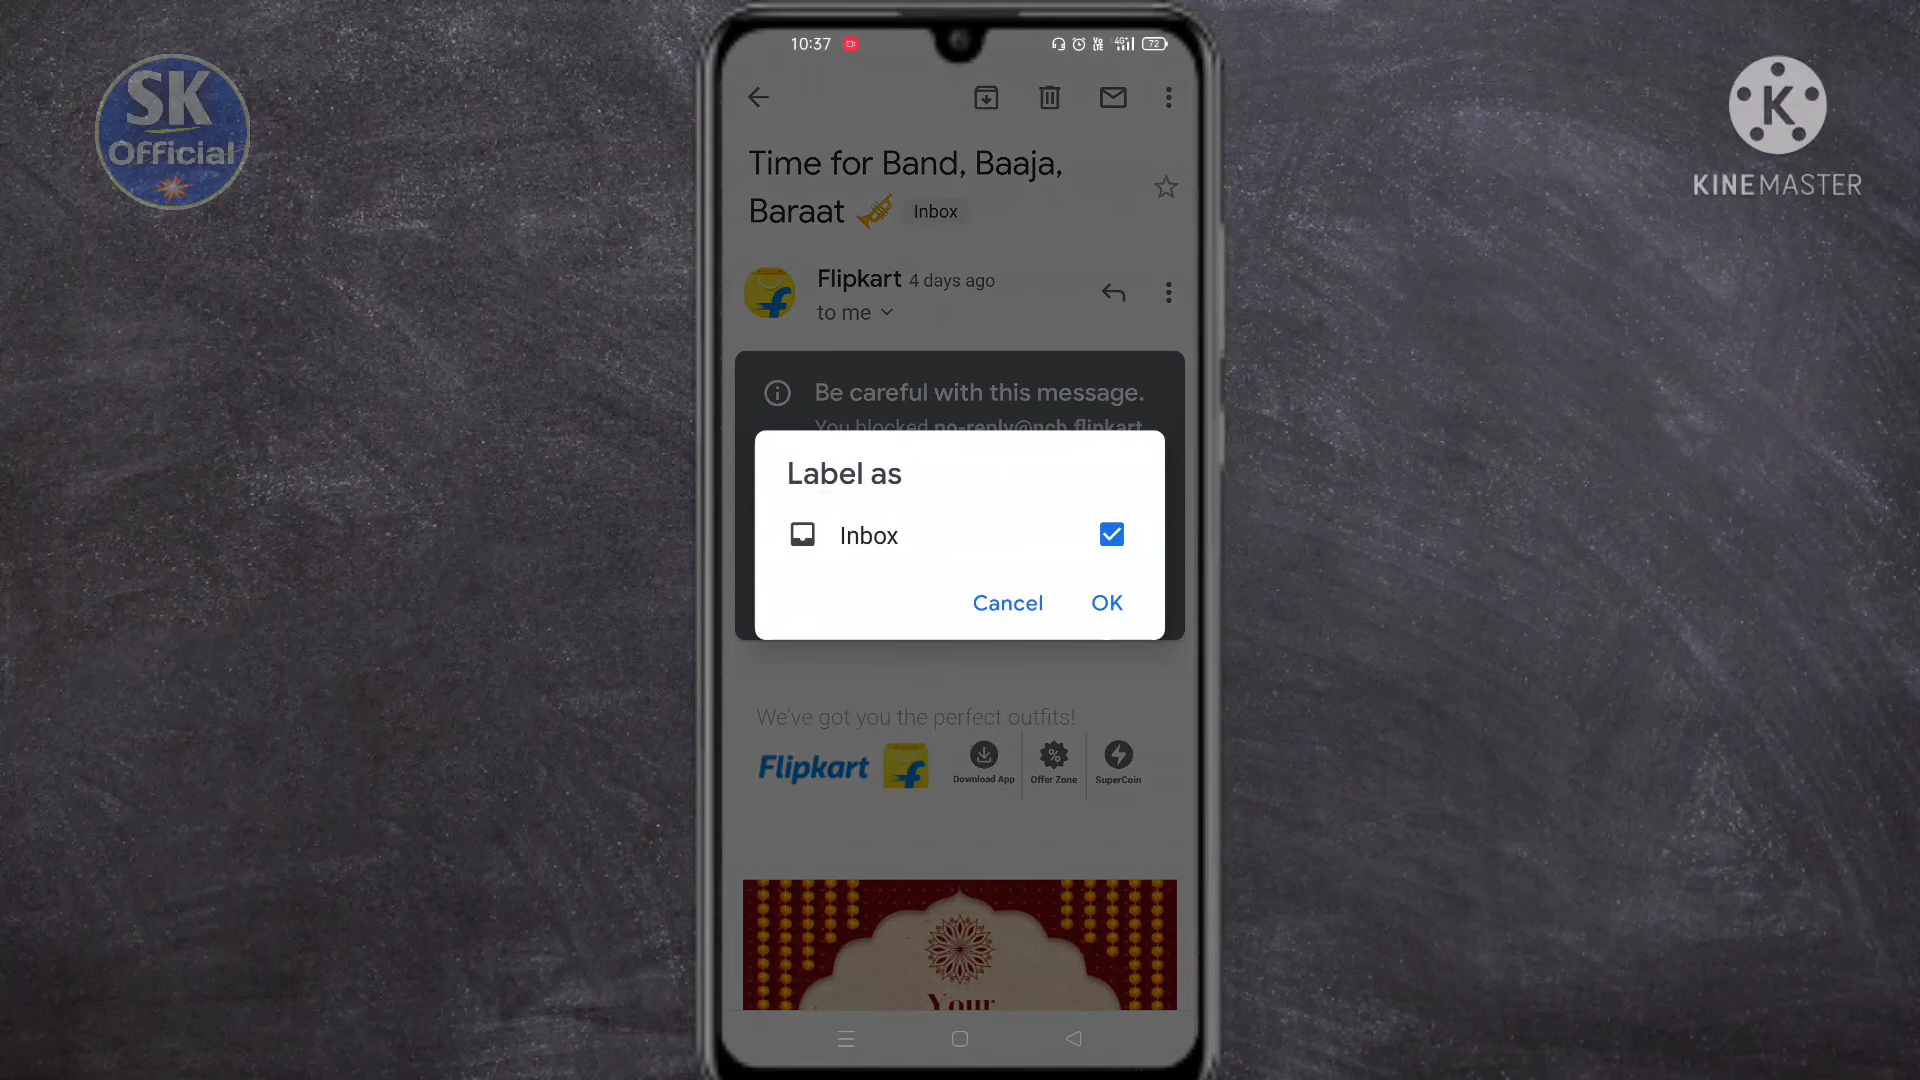 SK
Official
KINEMASTER
10:37
4G+
72
Time for Band, Baaja,
Baraat Inbox
Flipkart 4 days ago
to me
Be careful with this message.
You blocked no-reply@ncb.flipkart
Label as
Inbox
Cancel OK
We've got you the perfect outfits!
Flipkart
Download App Offer Zone SuperCoin
Your